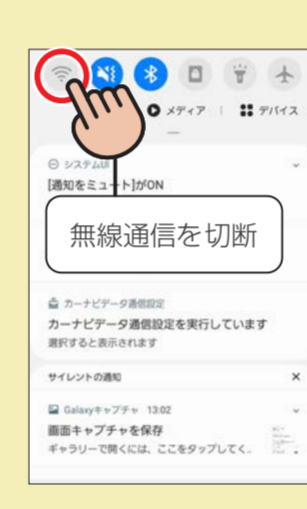 メディア | デバイス
システムUI
[通知をミュート]がON
無線通信を切断
カーナビデータ通信設定
カーナビデータ通信設定を実行しています
選択すると表示されます
サイレントの通知
Galaxyキャプチャ 13:02
画面キャプチャを保存
ギャラリーで開くには、ここをタップしてく..